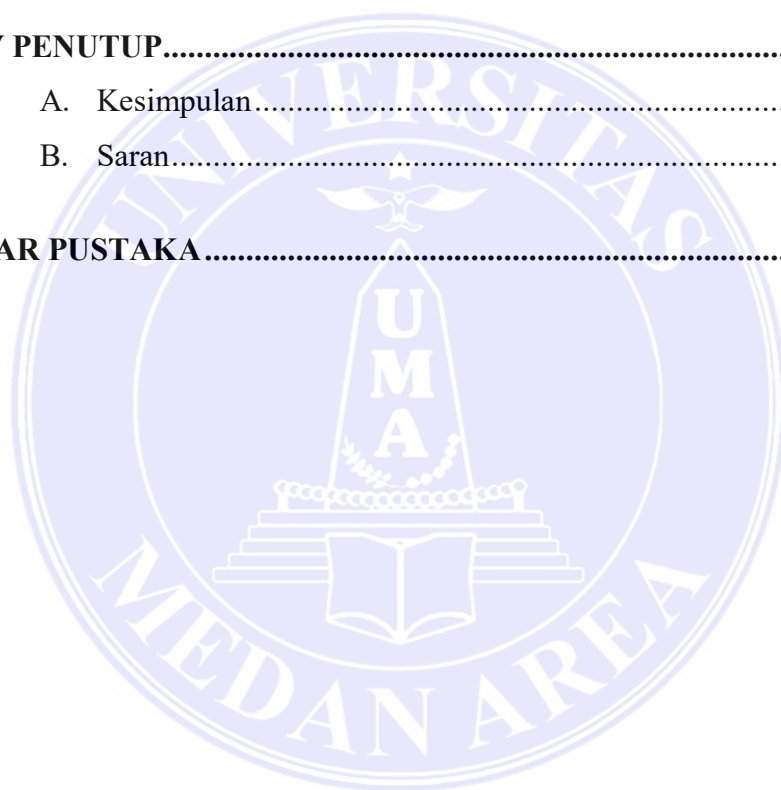 PENUTUP...........................................................................
A. Kesimpulan................................................................
B. Saran..........................................................................
AR PUSTAKA......................................................................
UNIVERSITAS
U
M
A
MEDAN AREA